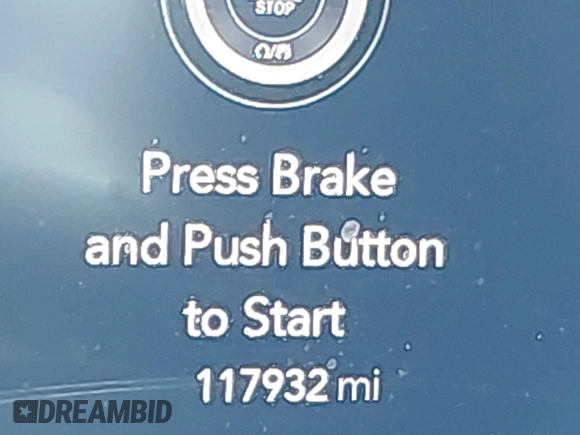 STOP
Press Brake
and Push Button
to Start
117932 mi
DREAMBID